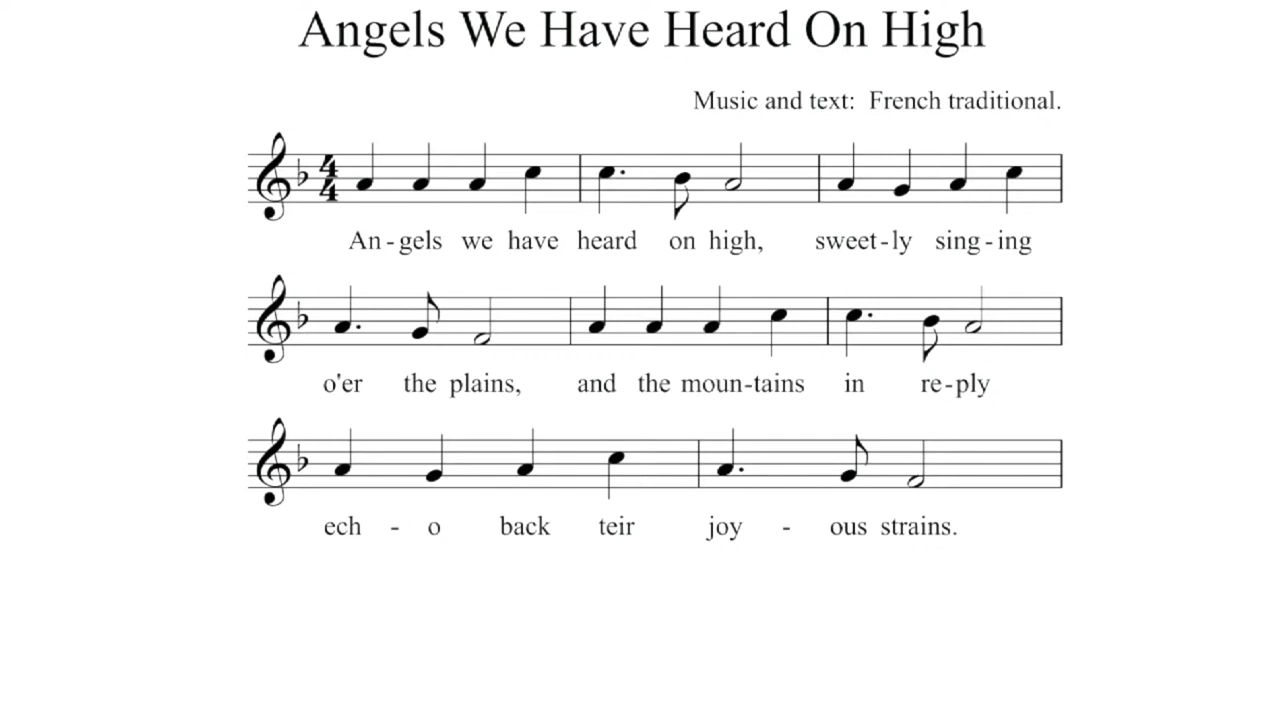 Angels We Have Heard On High
Music and text: French traditional.
An - gels we have heard on high, sweet - ly sing - ing
o'er the plains, and the moun - tains in re - ply
ech - o back teir joy - ous strains.